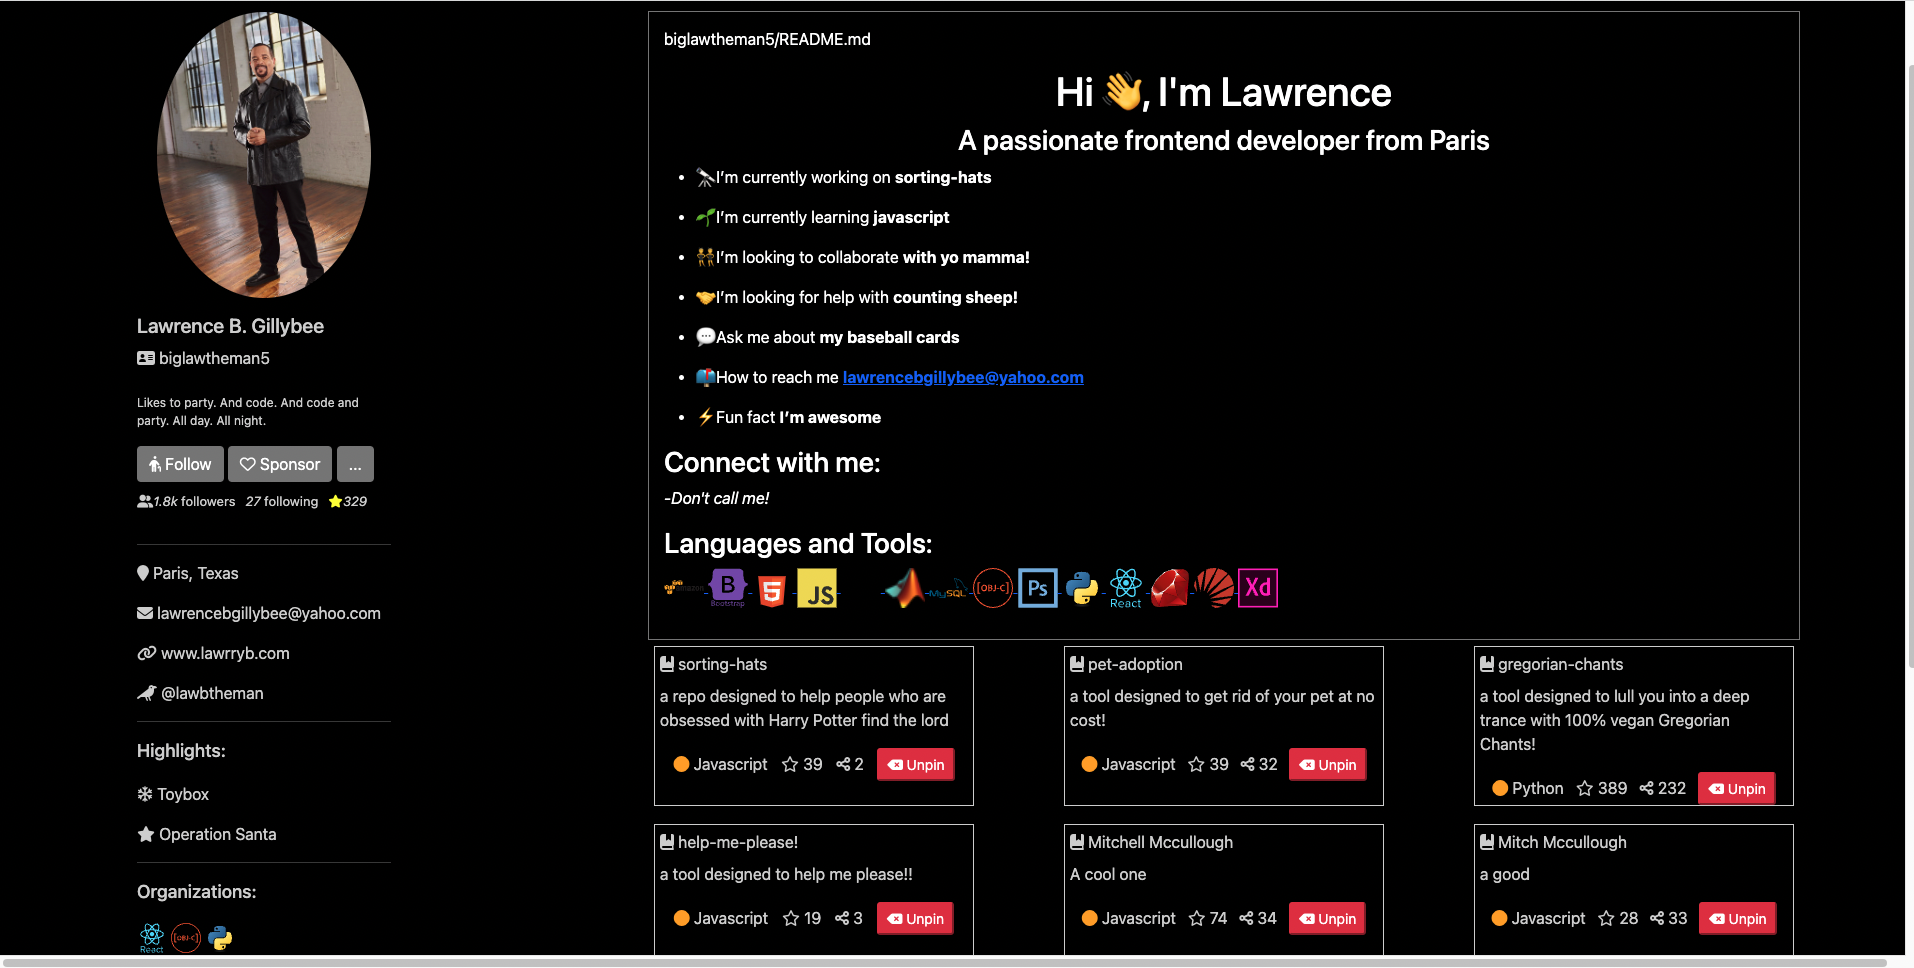 Lawrence B. Gillybee
biglawtheman5
Likes to party. And code. And code and
party. All day. All night.
Follow Sponsor ...
1.8k followers 27 following 329
Paris, Texas
lawrencebgillybee@yahoo.com
www.lawrryb.com
@lawbtheman
Highlights:
Toybox
Operation Santa
Organizations:
React [OBJ-C]
biglawtheman5/README.md
Hi 👋, I'm Lawrence
A passionate frontend developer from Paris
• 🔭I’m currently working on sorting-hats
• 🌱I’m currently learning javascript
• 👯I’m looking to collaborate with yo mamma!
• 🤝I’m looking for help with counting sheep!
• 💬Ask me about my baseball cards
• 📫How to reach me lawrencebgillybee@yahoo.com
• ⚡Fun fact I’m awesome
Connect with me:
-Don't call me!
Languages and Tools:
amazon B Bootstrap 5 JS MySQL [OBJ-C] Ps React Xd
sorting-hats
a repo designed to help people who are
obsessed with Harry Potter find the lord
Javascript 39 2 Unpin
pet-adoption
a tool designed to get rid of your pet at no
cost!
Javascript 39 32 Unpin
gregorian-chants
a tool designed to lull you into a deep
trance with 100% vegan Gregorian
Chants!
Python 389 232 Unpin
help-me-please!
a tool designed to help me please!!
Javascript 19 3 Unpin
Mitchell Mccullough
A cool one
Javascript 74 34 Unpin
Mitch Mccullough
a good
Javascript 28 33 Unpin